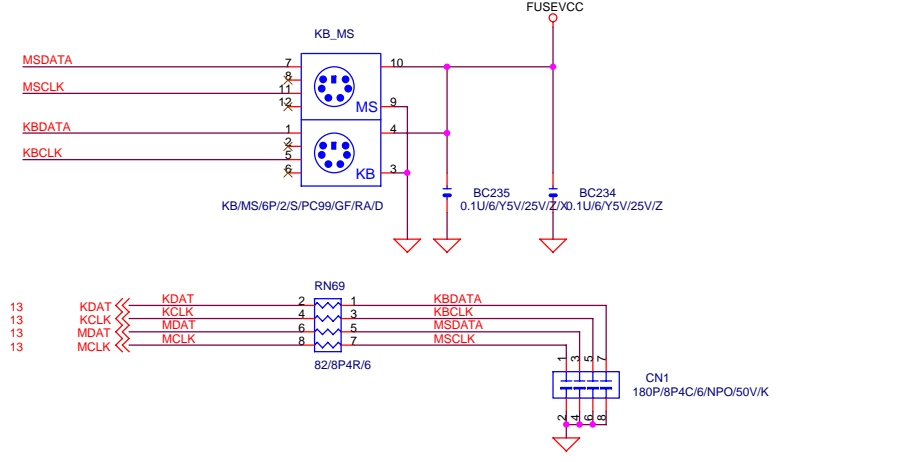 FUSEVCC
KB_MS
MSDATA 7 10
8
MSCLK 11
12 MS 9
KBDATA 1 4
2
KBCLK 5
6 KB 3
KB/MS/6P/2/S/PC99/GF/RA/D
BC235 BC234
0.1U/6/Y5V/25V/Z/X 0.1U/6/Y5V/25V/Z
RN69
13 KDAT KDAT 2 1 KBDATA
13 KCLK KCLK 4 3 KBCLK
13 MDAT MDAT 6 5 MSDATA
13 MCLK MCLK 8 7 MSCLK
82/8P4R/6
1 3 5 7
CN1
180P/8P4C/6/NPO/50V/K
2 4 6 8